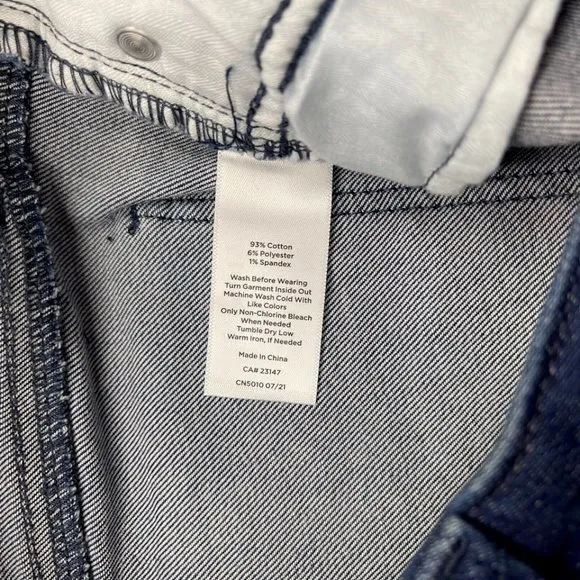 93% Cotton
6% Polyester
1% Spandex
Wash Before Wearing
Turn Garment Inside Out
Machine Wash Cold With
Like Colors
Only Non-Chlorine Bleach
When Needed
Tumble Dry Low
Warm Iron, If Needed
Made In China
CA# 23147
CN5010 07/21